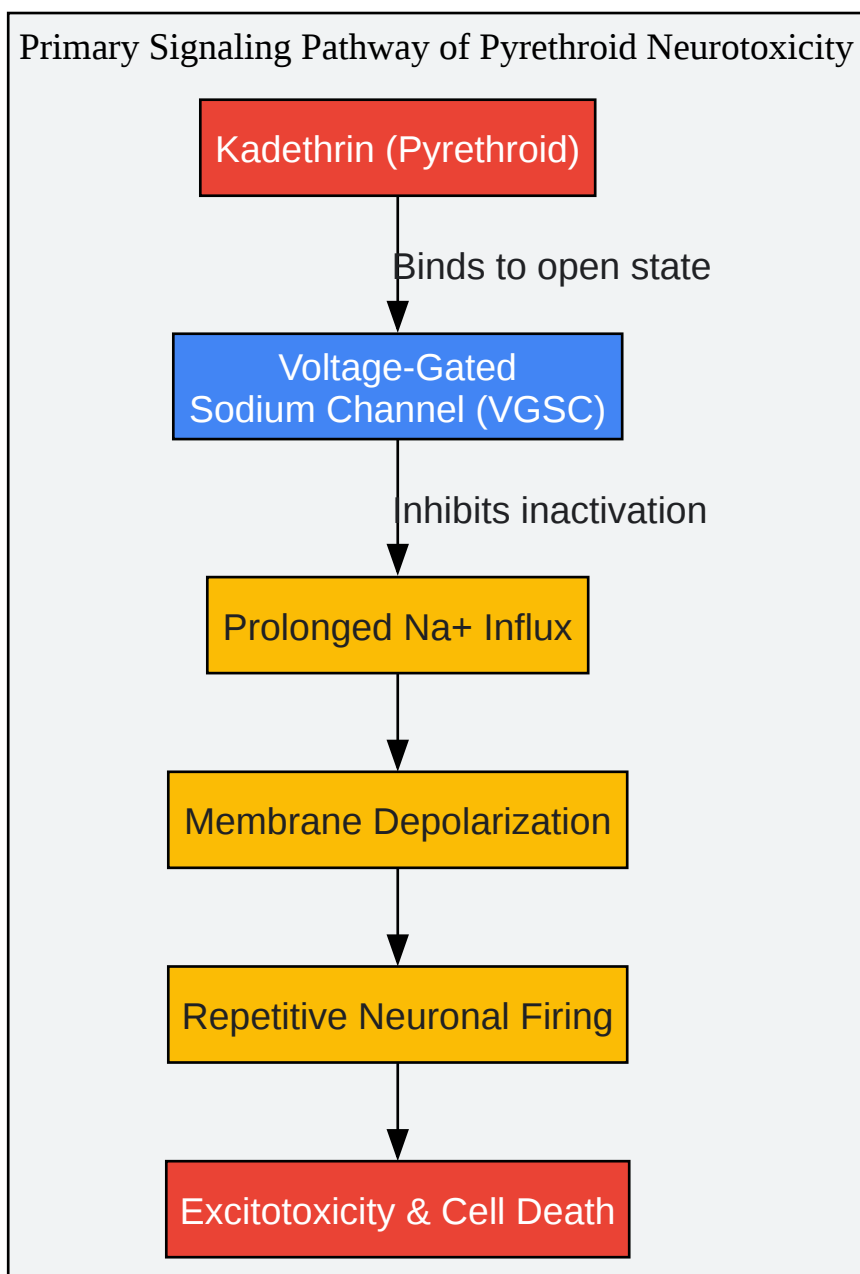 Primary Signaling Pathway of Pyrethroid Neurotoxicity
Kadethrin (Pyrethroid)
Binds to open state
Voltage-Gated
Sodium Channel (VGSC)
Inhibits inactivation
Prolonged Na+ Influx
Membrane Depolarization
Repetitive Neuronal Firing
Excitotoxicity & Cell Death